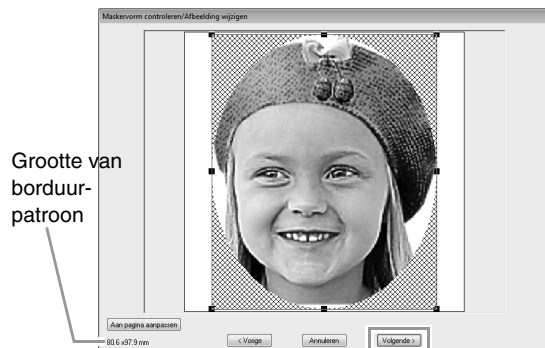 Maskervorm controleren/Afbeelding wijzigen
Grootte van
borduur-
patroon
Aan pagina aanpassen
80.6 x97.9 mm
< Vorige
Annuleren
Volgende >